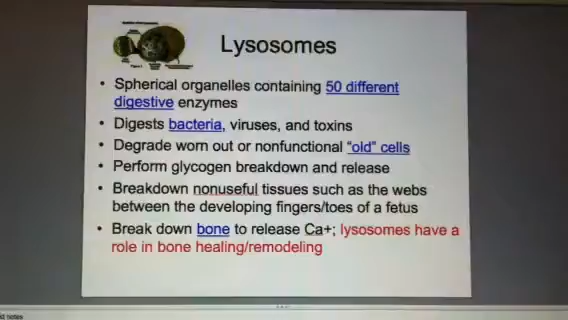 Lysosomes
• Spherical organelles containing 50 different
digestive enzymes
• Digests bacteria, viruses, and toxins
• Degrade worn out or nonfunctional “old” cells
• Perform glycogen breakdown and release
• Breakdown nonuseful tissues such as the webs
between the developing fingers/toes of a fetus
• Break down bone to release Ca+; lysosomes have a
role in bone healing/remodeling
notes